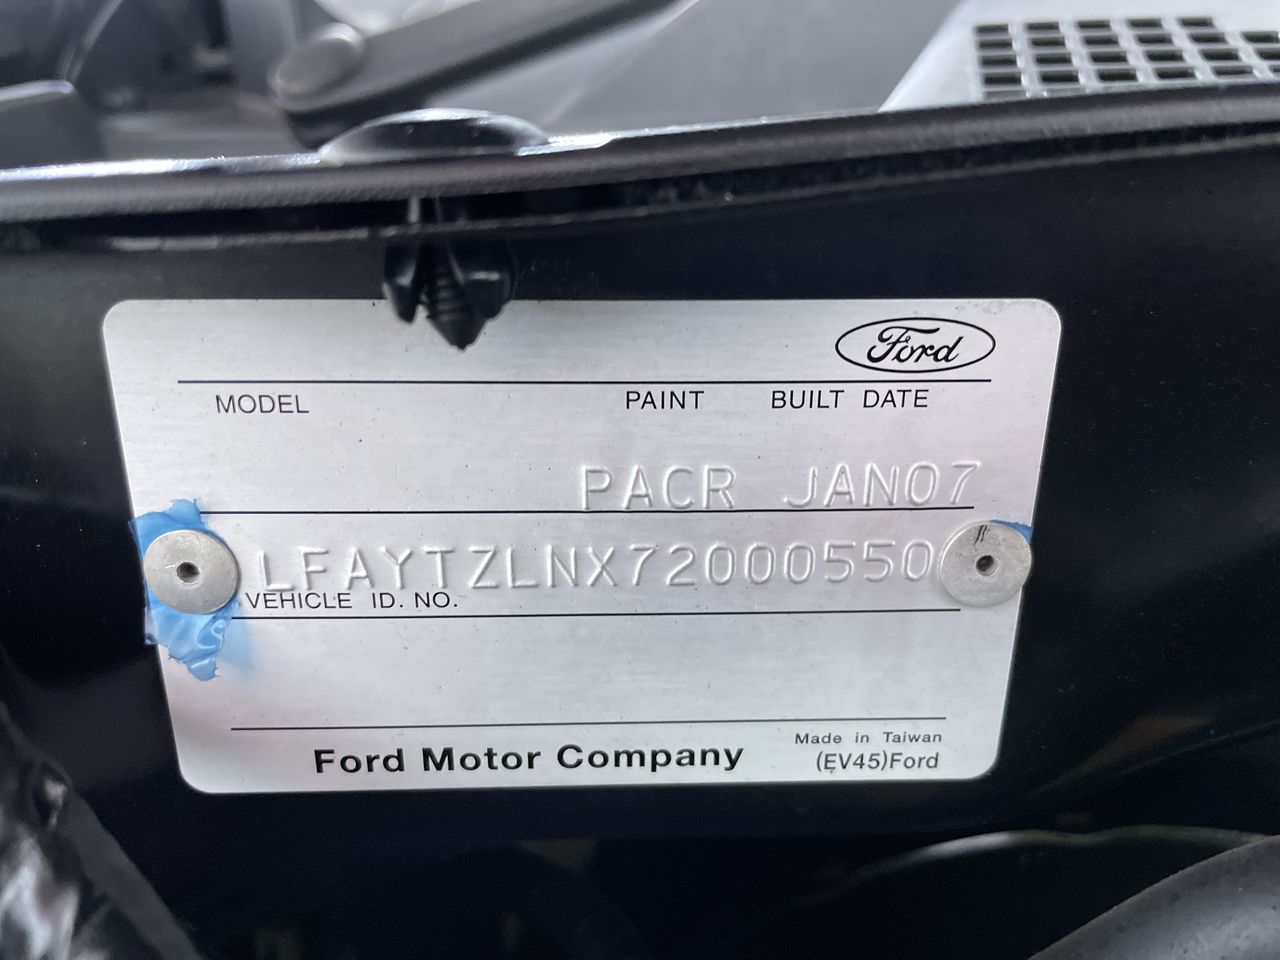 Ford
MODEL PAINT BUILT DATE
PACR JAN07
LFAYTZLNX72000550
VEHICLE ID. NO.
Made in Taiwan
Ford Motor Company (EV45)Ford